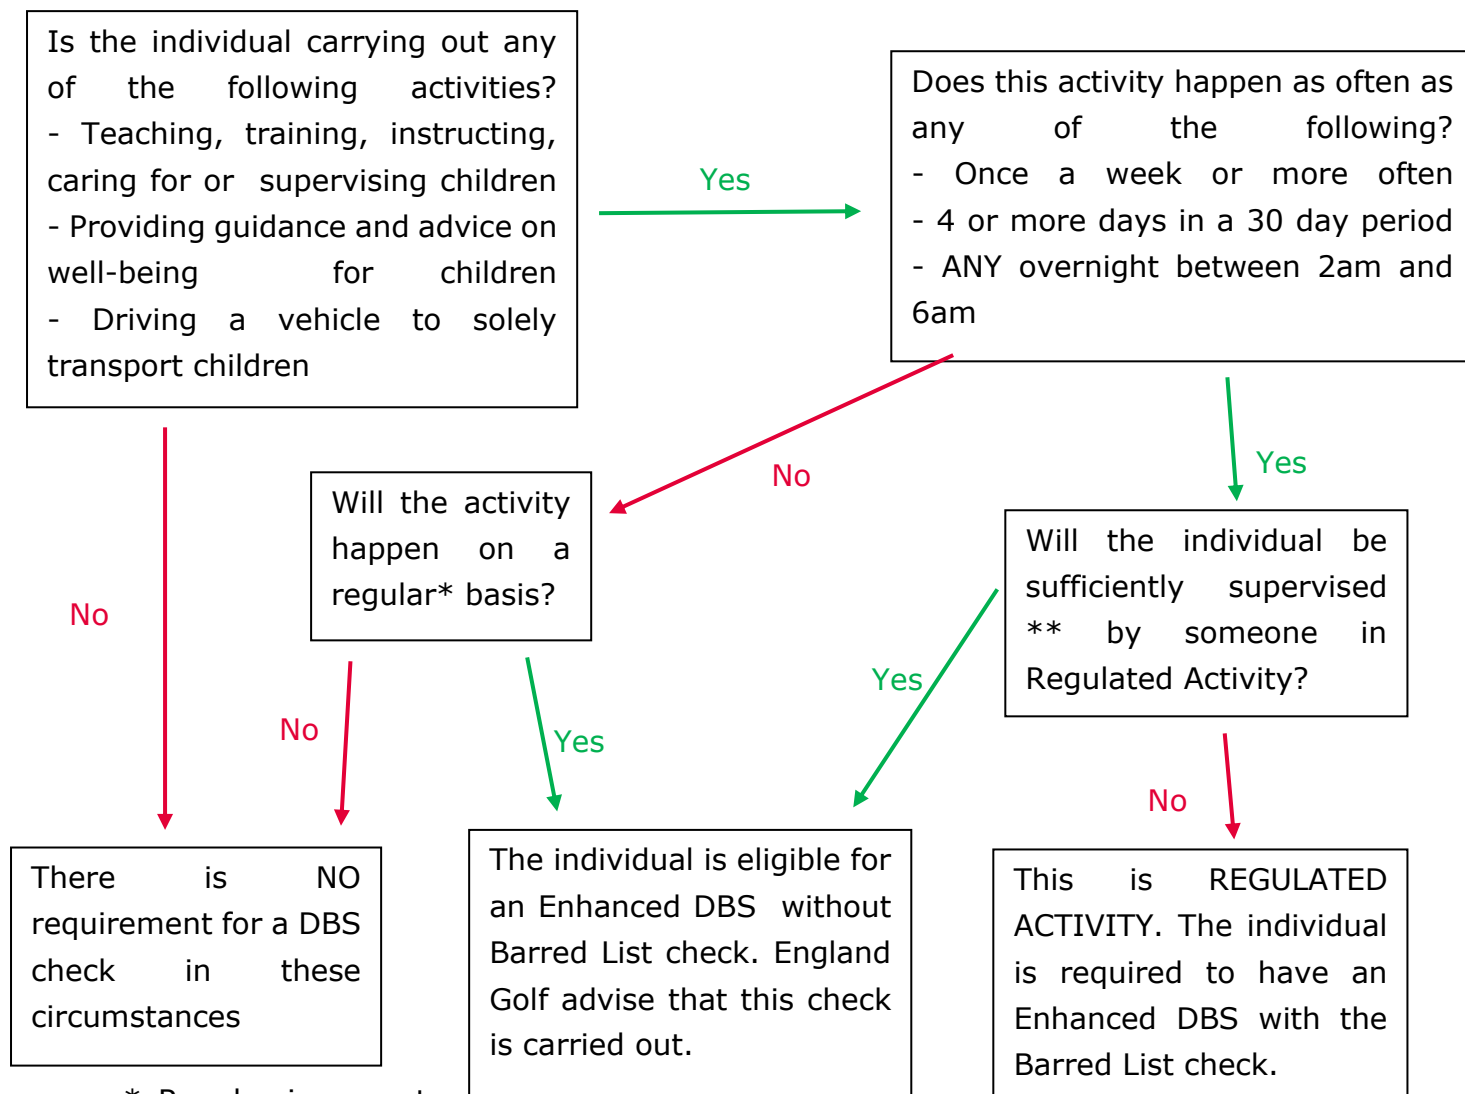 Is the individual carrying out any
of the following activities?
- Teaching, training, instructing,
caring for or supervising children
- Providing guidance and advice on
well-being for children
- Driving a vehicle to solely
transport children
Yes
Does this activity happen as often as
any of the following?
- Once a week or more often
- 4 or more days in a 30 day period
- ANY overnight between 2am and
6am
No
Yes
Will the activity
happen on a
regular* basis?
Will the individual be
sufficiently supervised
** by someone in
Regulated Activity?
No
No
Yes
Yes
No
There is NO
requirement for a DBS
check in these
circumstances
The individual is eligible for
an Enhanced DBS without
Barred List check. England
Golf advise that this check
is carried out.
This is REGULATED
ACTIVITY. The individual
is required to have an
Enhanced DBS with the
Barred List check.